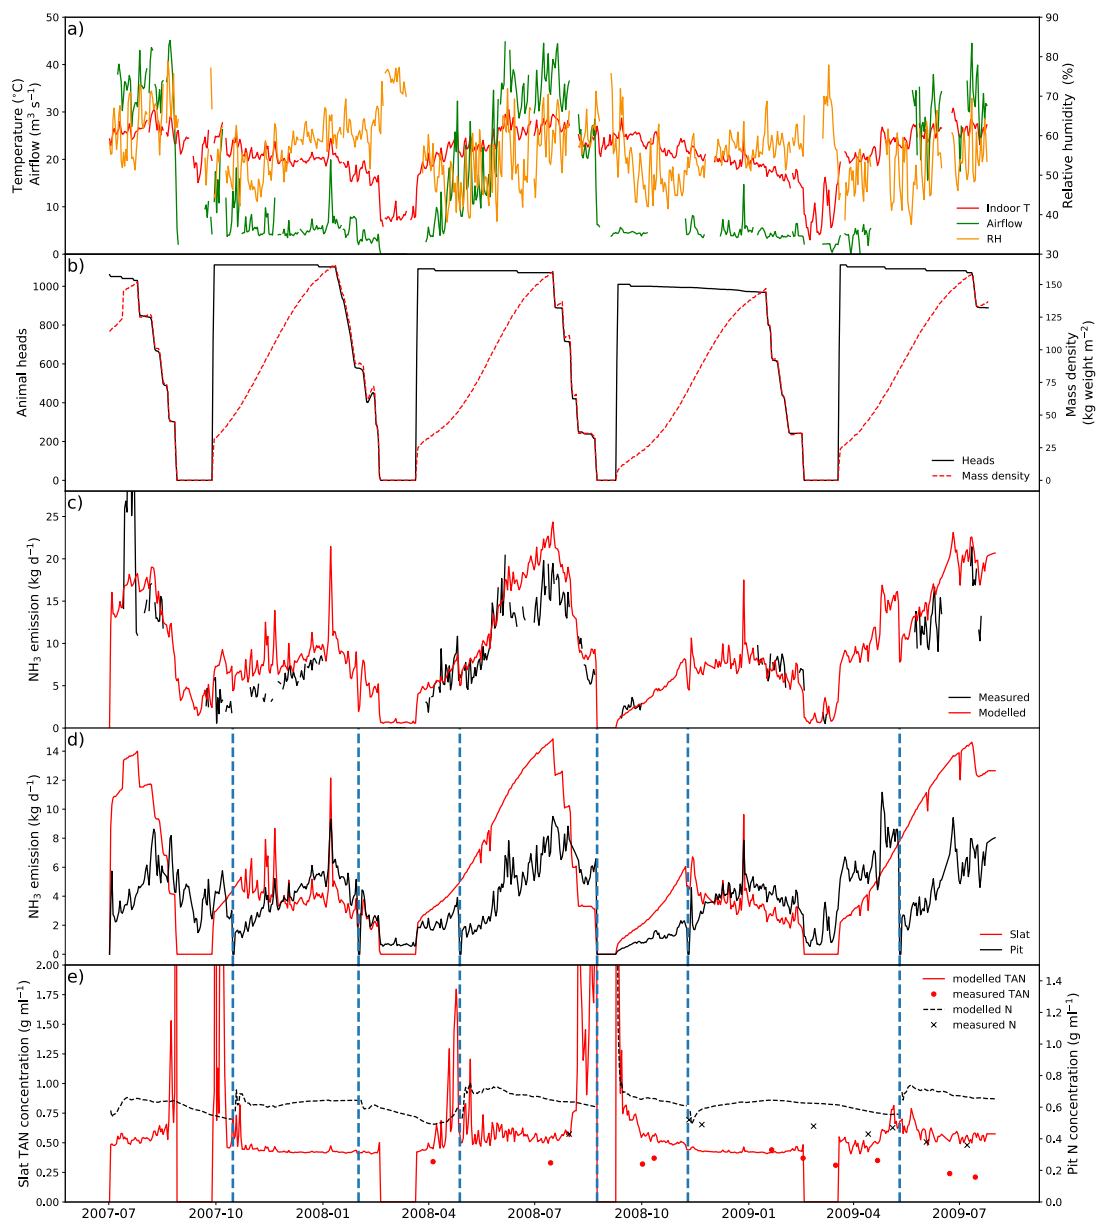 a)
50
40
30
20
10
0
Temperature (°C)
Airflow (m³ s⁻¹)
90
80
70
60
50
40
30
Relative humidity (%)
Indoor T
Airflow
RH
b)
1000
800
600
400
200
0
Animal heads
150
125
100
75
50
25
0
Mass density
(kg weight m⁻²)
Heads
Mass density
c)
25
20
15
10
5
0
NH₃ emission (kg d⁻¹)
Measured
Modelled
d)
14
12
10
8
6
4
2
0
NH₃ emission (kg d⁻¹)
Slat
Pit
e)
2.00
1.75
1.50
1.25
1.00
0.75
0.50
0.25
0.00
Slat TAN concentration (g ml⁻¹)
1.4
1.2
1.0
0.8
0.6
0.4
0.2
0.0
Pit N concentration (g ml⁻¹)
modelled TAN
measured TAN
modelled N
measured N
2007-07 2007-10 2008-01 2008-04 2008-07 2008-10 2009-01 2009-04 2009-07